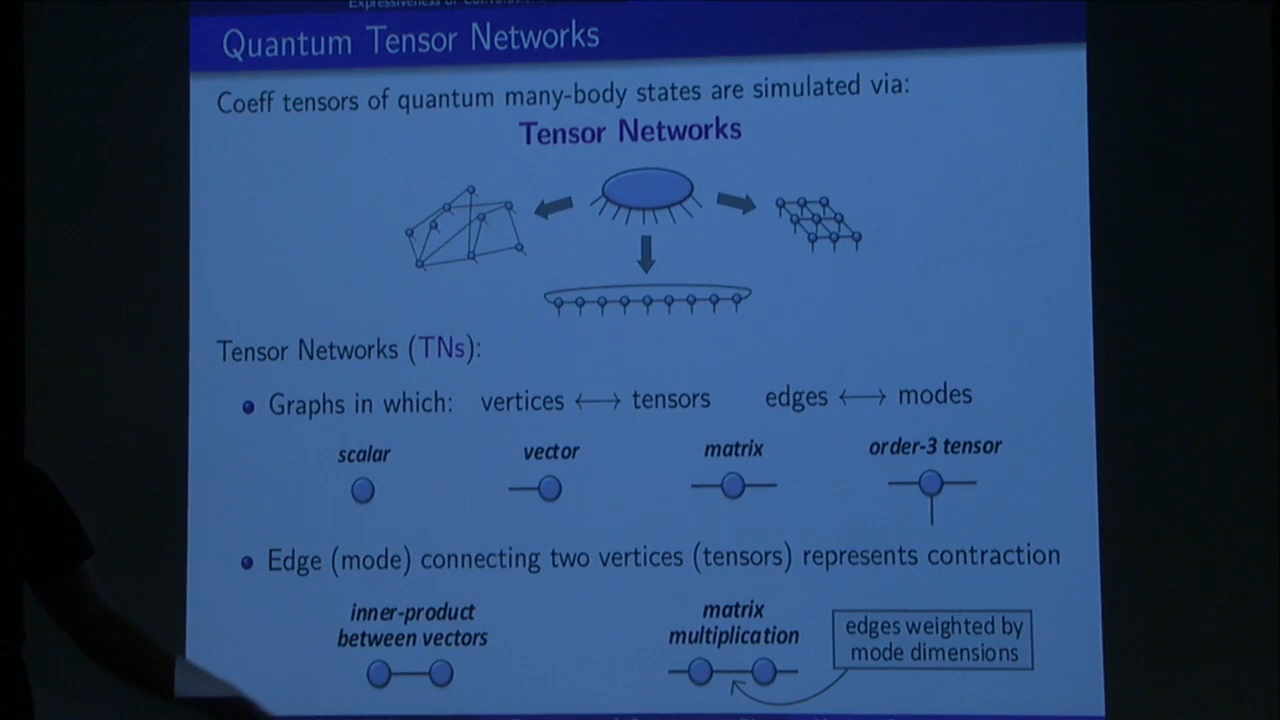 Quantum Tensor Networks
Coeff tensors of quantum many-body states are simulated via:
Tensor Networks
Tensor Networks (TNs):
Graphs in which: vertices ⟷ tensors edges ⟷ modes
scalar vector matrix order-3 tensor
Edge (mode) connecting two vertices (tensors) represents contraction
inner-product
between vectors
matrix
multiplication
edges weighted by
mode dimensions